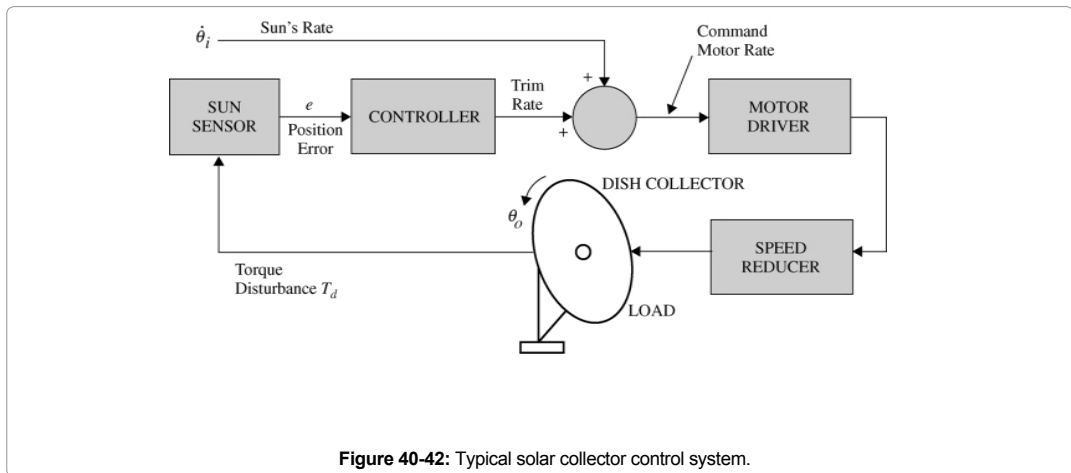 θ̇i
Sun's Rate
Command
Motor Rate
+
SUN
SENSOR
e
Position
Error
CONTROLLER
Trim
Rate
+
MOTOR
DRIVER
DISH COLLECTOR
θo
SPEED
REDUCER
Torque
Disturbance Td
LOAD
Figure 40-42: Typical solar collector control system.